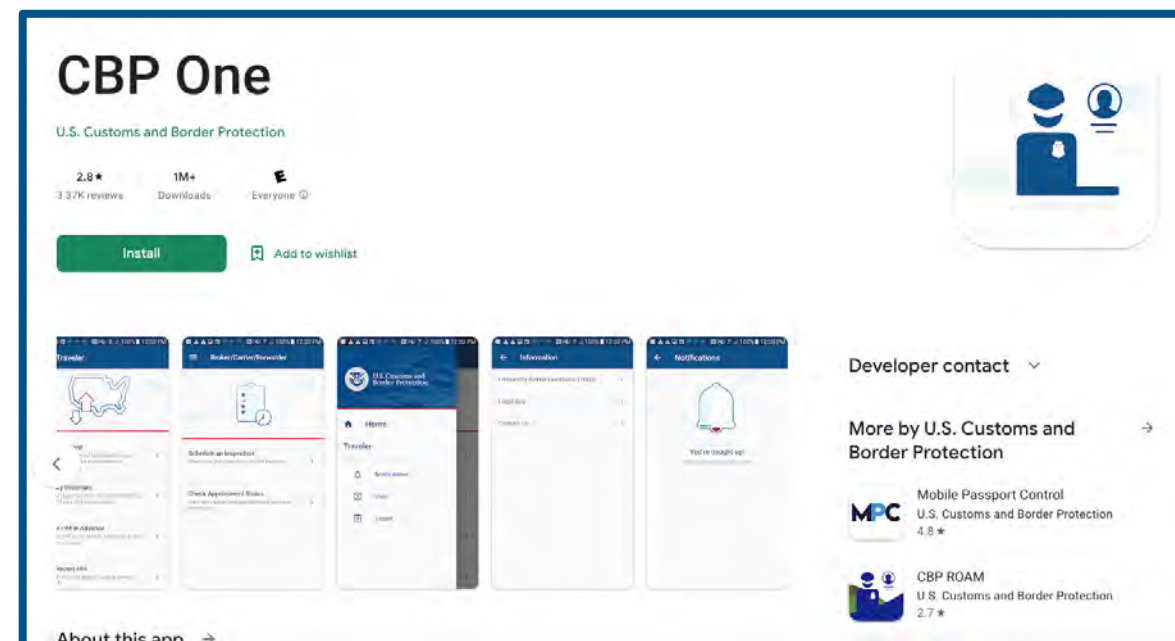 CBP One
U.S. Customs and Border Protection
2.8★
3.37K reviews
1M+
Downloads
E
Everyone
Install
Add to wishlist
Traveler
Broker/Carrier/Forwarder
Schedule an Inspection
Check Appointment Status
U.S. Customs and
Border Protection
Home
Traveler
Information
Notifications
You're caught up!
Developer contact
More by U.S. Customs and
Border Protection
MPC
Mobile Passport Control
U.S. Customs and Border Protection
4.8★
CBP ROAM
U.S. Customs and Border Protection
2.7★
About this app